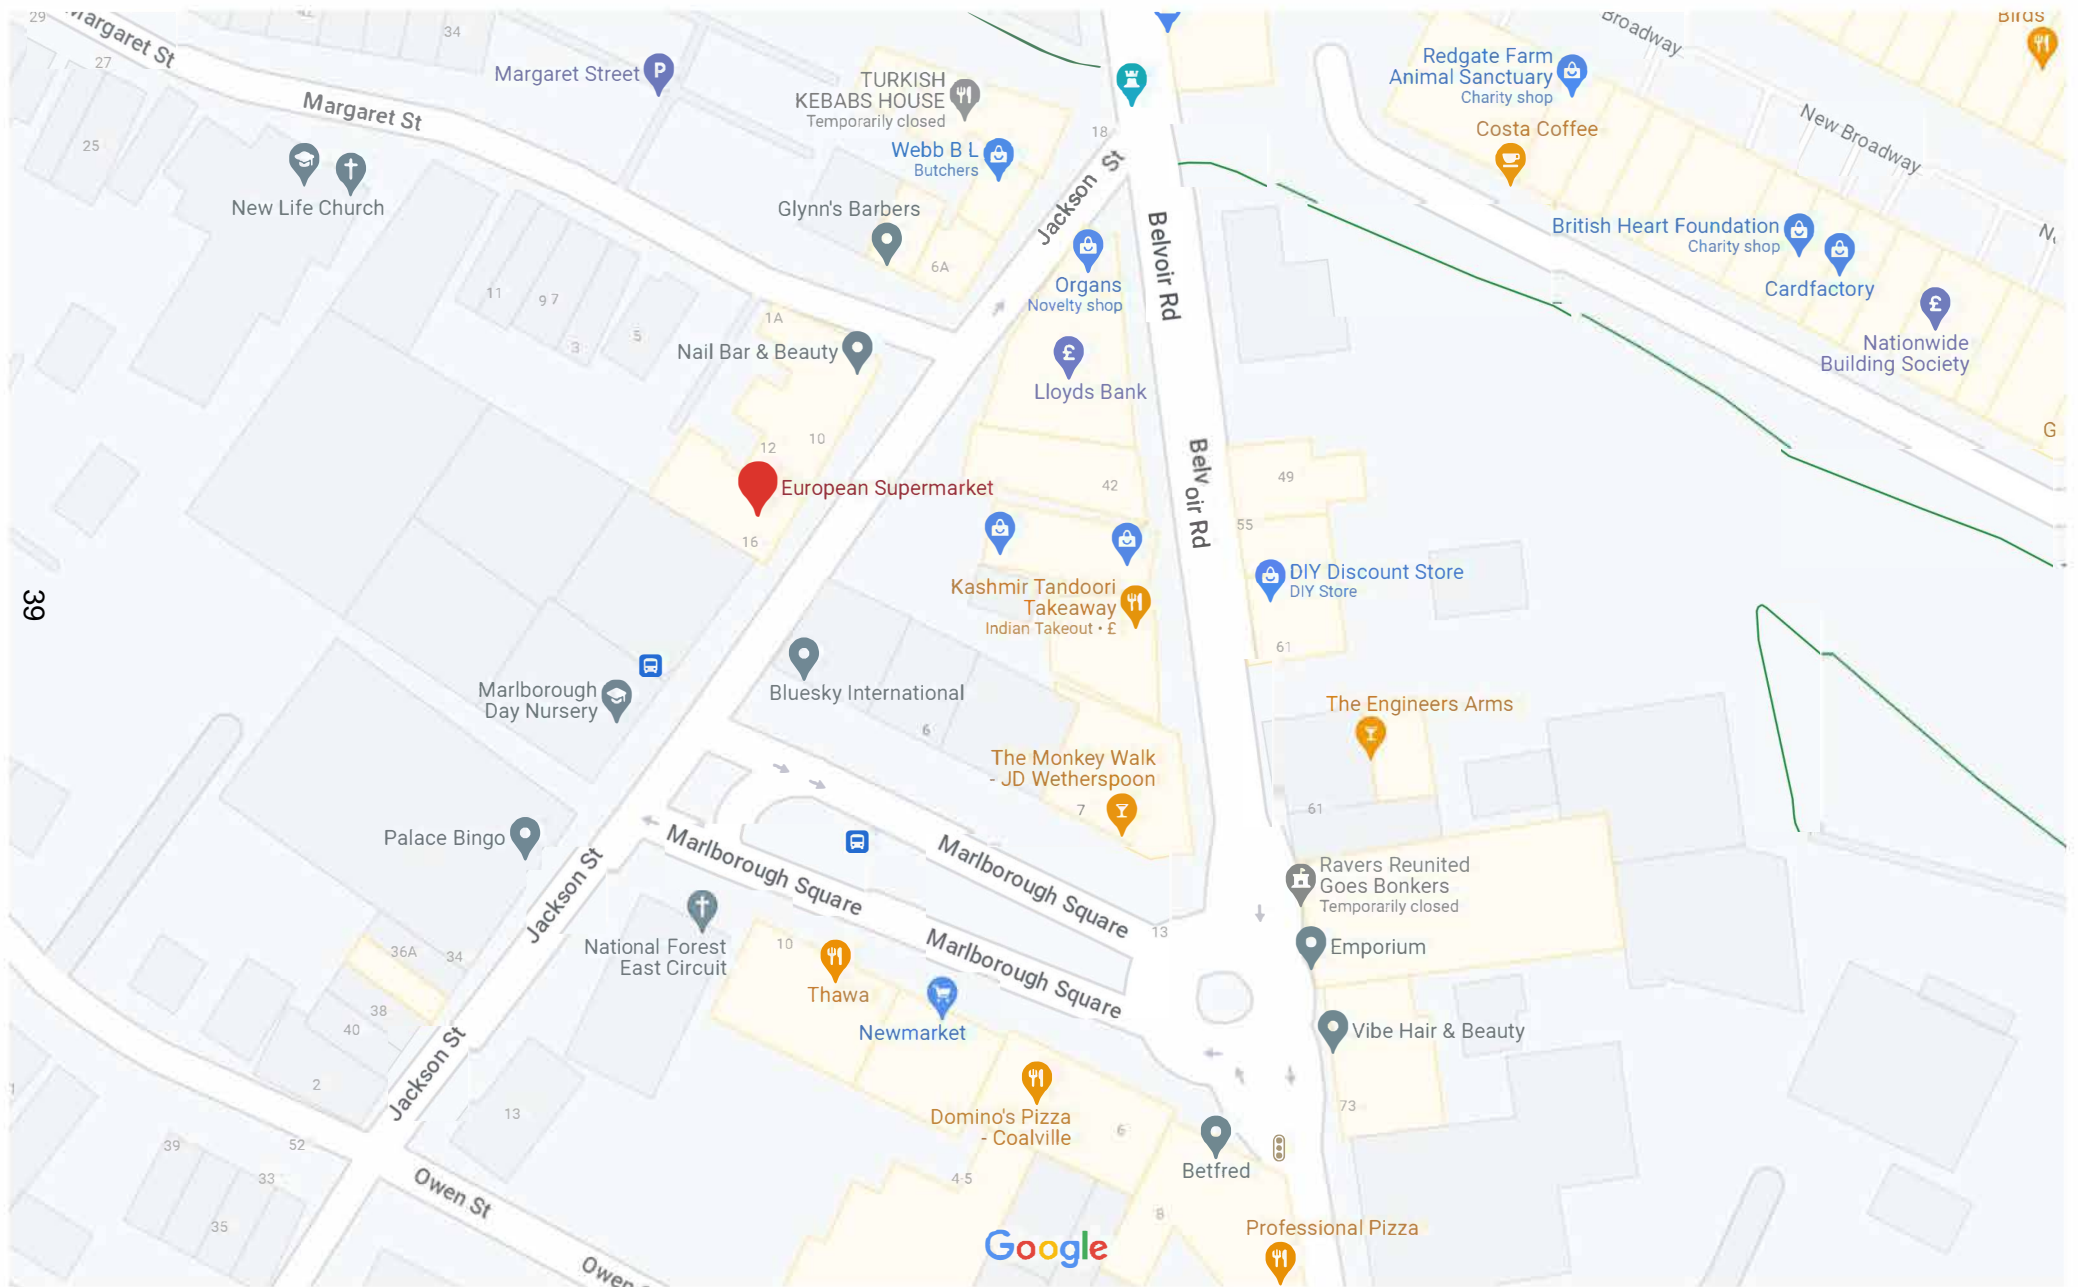 29
Margaret St
27
34
Margaret Street
P
Margaret St
25
TURKISH
KEBABS HOUSE
Temporarily closed
18
Redgate Farm
Animal Sanctuary
Charity shop
Broadway
Birds
Costa Coffee
New Broadway
Webb B L
Butchers
Jackson St
New Life Church
Glynn's Barbers
6A
Belvoir Rd
British Heart Foundation
Charity shop
Cardfactory
Organs
Novelty shop
11
9 7
3
5
1A
Nail Bar & Beauty
£
Lloyds Bank
£
Nationwide
Building Society
G
12
10
European Supermarket
16
42
Belvoir Rd
49
55
DIY Discount Store
DIY Store
Kashmir Tandoori
Takeaway
Indian Takeout • £
61
39
Marlborough
Day Nursery
Bluesky International
6
The Engineers Arms
The Monkey Walk
- JD Wetherspoon
7
61
Palace Bingo
Marlborough Square
Marlborough Square
Jackson St
Ravers Reunited
Goes Bonkers
Temporarily closed
National Forest
East Circuit
10
Marlborough Square
13
Emporium
36A
34
Thawa
38
40
Newmarket
Vibe Hair & Beauty
Jackson St
2
13
Domino's Pizza
- Coalville
6
73
39
52
33
Betfred
Owen St
4-5
35
8
Professional Pizza
Google
Owen